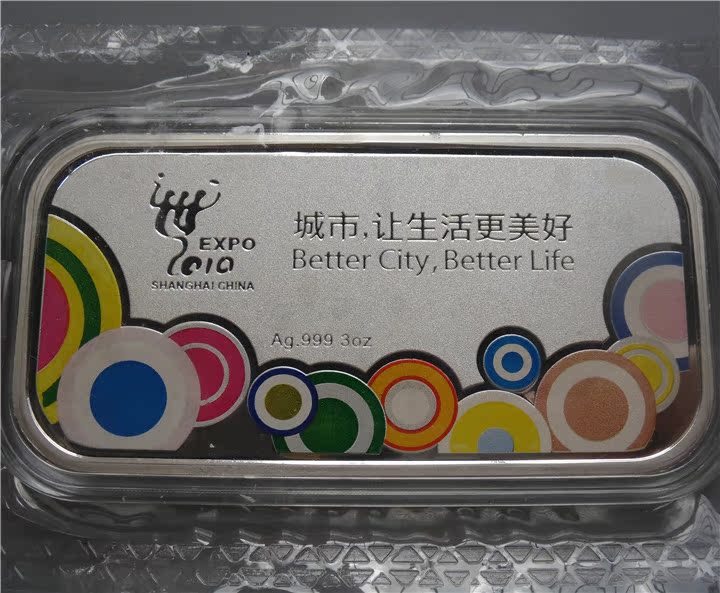 EXPO
2010
SHANGHAI CHINA
城市,让生活更美好
Better City, Better Life
Ag.999 3oz